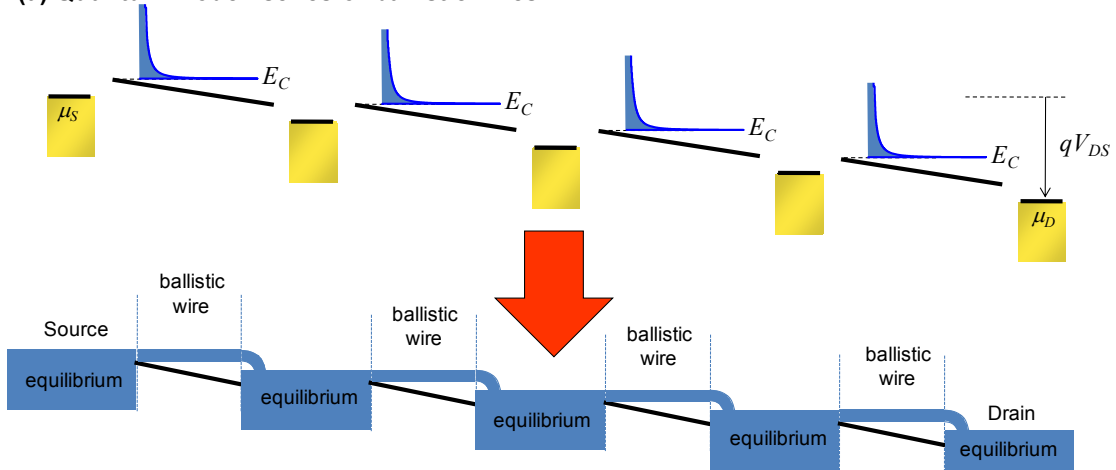 E_C
E_C
E_C
E_C
μ_S
qV_DS
μ_D
ballistic
wire
ballistic
wire
ballistic
wire
ballistic
wire
Source
equilibrium
equilibrium
equilibrium
equilibrium
Drain
equilibrium